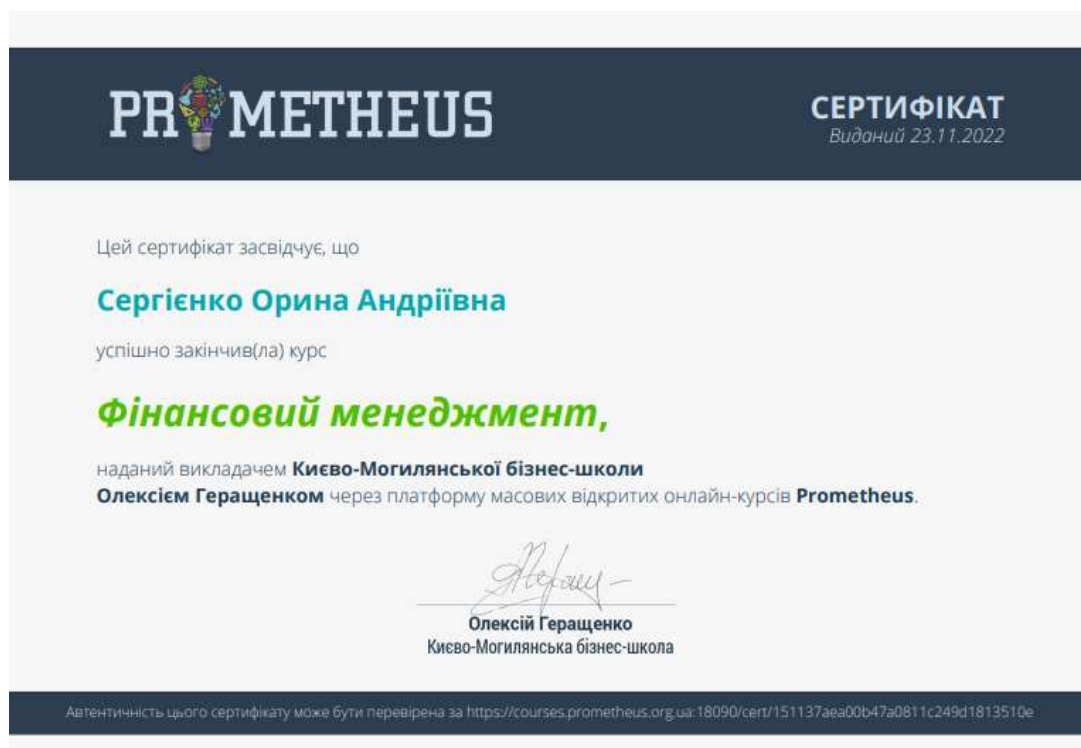 PROMETHEUS
СЕРТИФІКАТ
Виданий 23.11.2022
Цей сертифікат засвідчує, що
Сергієнко Орина Андріївна
успішно закінчив(ла) курс
Фінансовий менеджмент,
наданий викладачем Києво-Могилянської бізнес-школи
Олексієм Геращенком через платформу масових відкритих онлайн-курсів Prometheus.
Олексій Геращенко
Києво-Могилянська бізнес-школа
Автентичність цього сертифікату може бути перевірена за https://courses.prometheus.org.ua:18090/cert/151137aea00b47a0811c249d1813510e